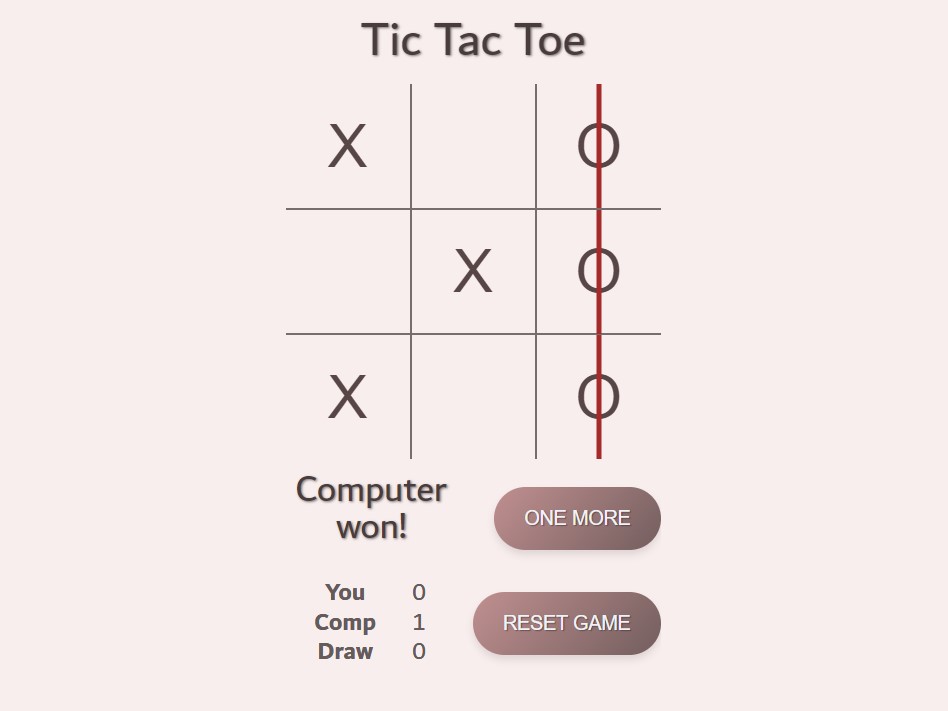 Tic Tac Toe
X O
X O
X O
Computer
won!
ONE MORE
You 0
Comp 1
Draw 0
RESET GAME